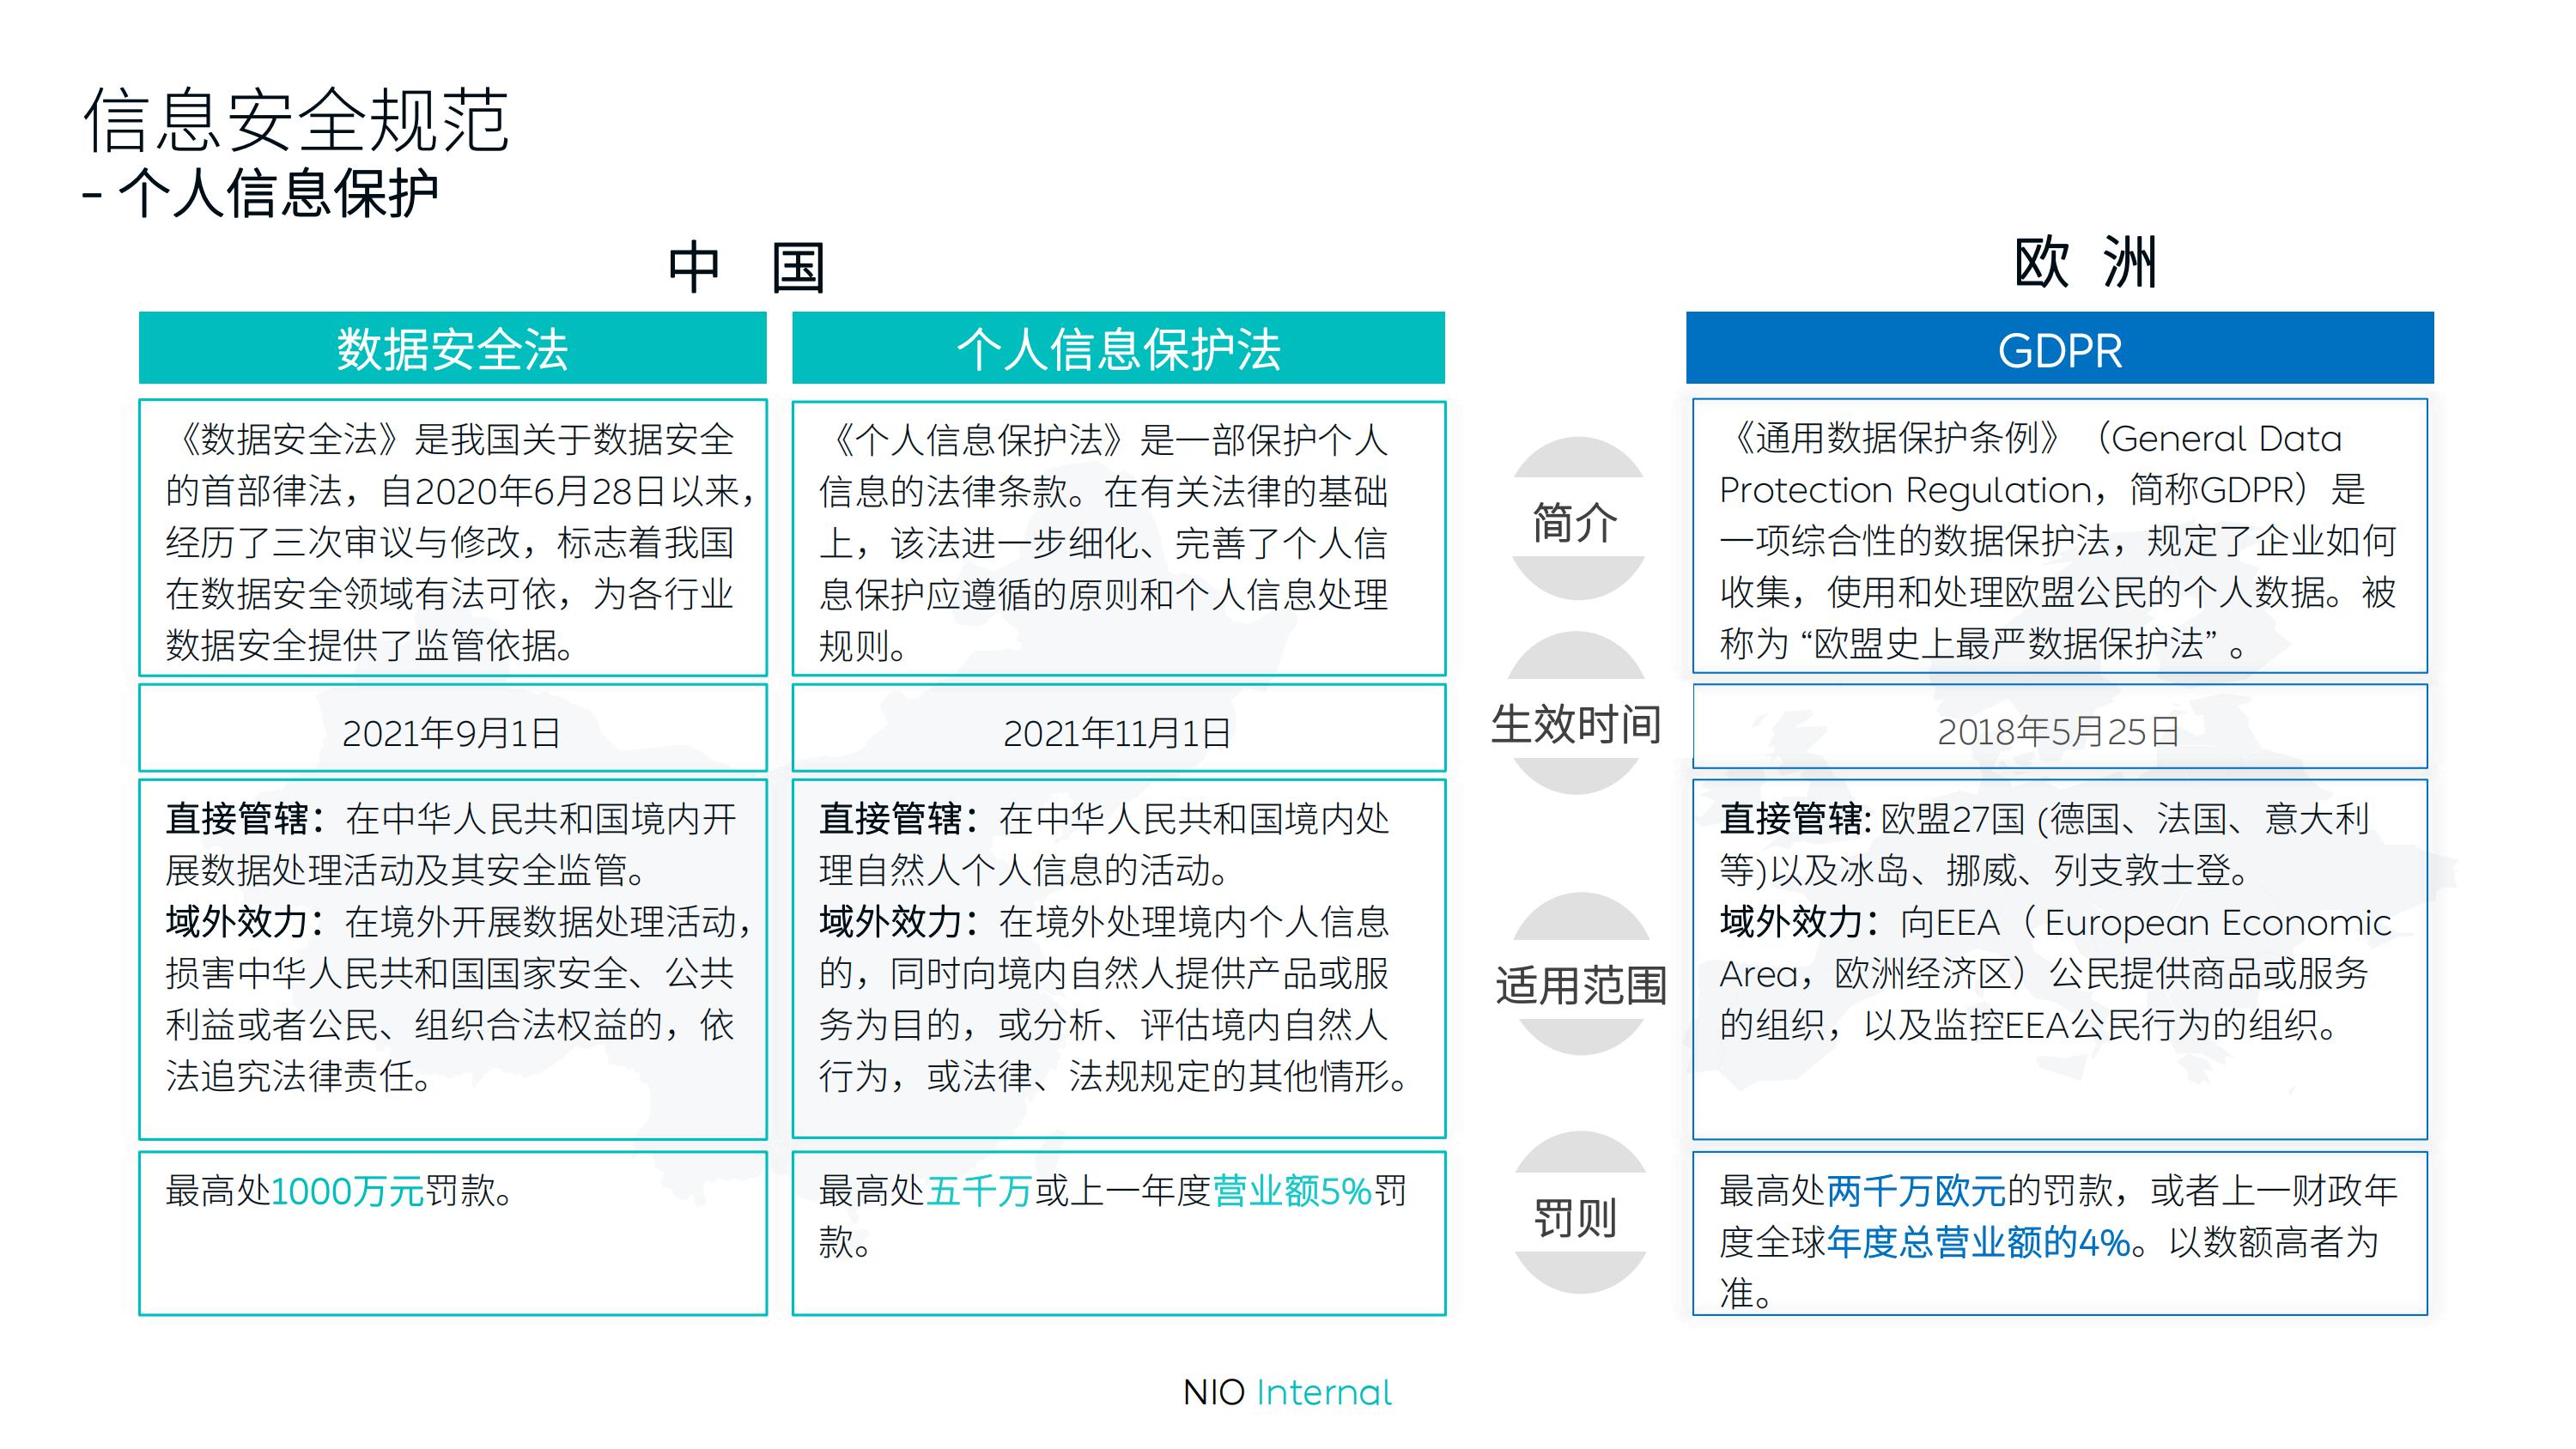 信息安全规范
- 个人信息保护
中 国
数据安全法
《数据安全法》是我国关于数据安全
的首部律法，自2020年6月28日以来，
经历了三次审议与修改，标志着我国
在数据安全领域有法可依，为各行业
数据安全提供了监管依据。
2021年9月1日
直接管辖：在中华人民共和国境内开
展数据处理活动及其安全监管。
域外效力：在境外开展数据处理活动，
损害中华人民共和国国家安全、公共
利益或者公民、组织合法权益的，依
法追究法律责任。
最高处1000万元罚款。
个人信息保护法
《个人信息保护法》是一部保护个人
信息的法律条款。在有关法律的基础
上，该法进一步细化、完善了个人信
息保护应遵循的原则和个人信息处理
规则。
2021年11月1日
直接管辖：在中华人民共和国境内处
理自然人个人信息的活动。
域外效力：在境外处理境内个人信息
的，同时向境内自然人提供产品或服
务为目的，或分析、评估境内自然人
行为，或法律、法规规定的其他情形。
最高处五千万或上一年度营业额5%罚
款。
简介
生效时间
适用范围
罚则
欧 洲
GDPR
《通用数据保护条例》（General Data
Protection Regulation，简称GDPR）是
一项综合性的数据保护法，规定了企业如何
收集，使用和处理欧盟公民的个人数据。被
称为 “欧盟史上最严数据保护法” 。
2018年5月25日
直接管辖: 欧盟27国 (德国、法国、意大利
等)以及冰岛、挪威、列支敦士登。
域外效力：向EEA（ European Economic
Area，欧洲经济区）公民提供商品或服务
的组织，以及监控EEA公民行为的组织。
最高处两千万欧元的罚款，或者上一财政年
度全球年度总营业额的4%。以数额高者为
准。
NIO Internal